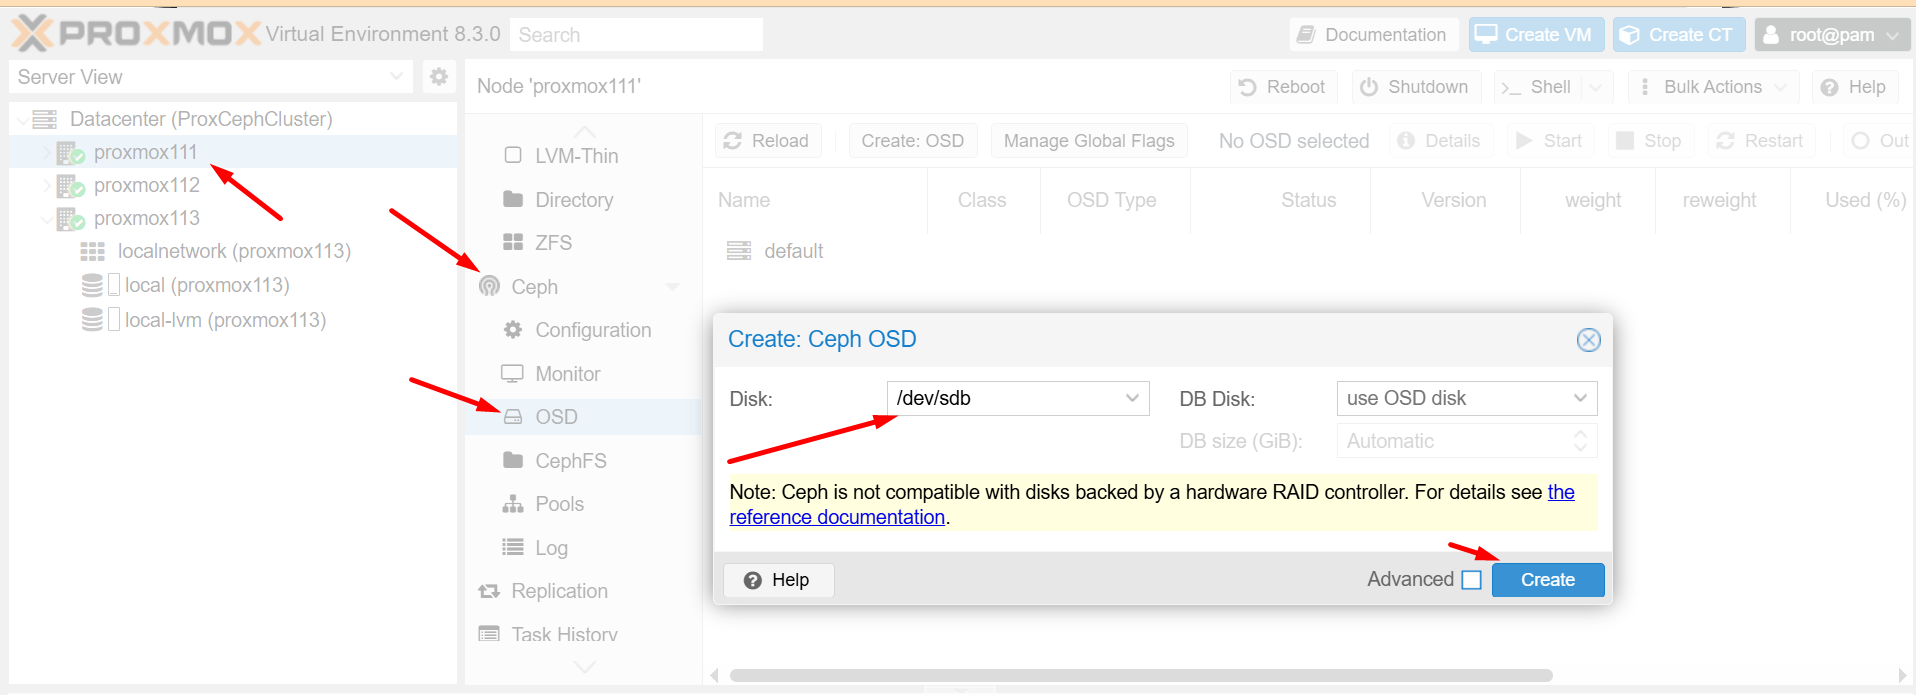 PROXMOX Virtual Environment 8.3.0 Search Documentation Create VM Create CT root@pam
Server View
Datacenter (ProxCephCluster)
proxmox111
proxmox112
proxmox113
localnetwork (proxmox113)
local (proxmox113)
local-lvm (proxmox113)
Node 'proxmox111' Reboot Shutdown >_ Shell Bulk Actions Help
LVM-Thin
Directory
ZFS
Ceph
Configuration
Monitor
OSD
CephFS
Pools
Log
Replication
Task History
Reload Create: OSD Manage Global Flags No OSD selected Details Start Stop Restart Out
Name Class OSD Type Status Version weight reweight Used (%)
default
Create: Ceph OSD
Disk: /dev/sdb DB Disk: use OSD disk
DB size (GiB): Automatic
Note: Ceph is not compatible with disks backed by a hardware RAID controller. For details see the
reference documentation.
Help Advanced Create